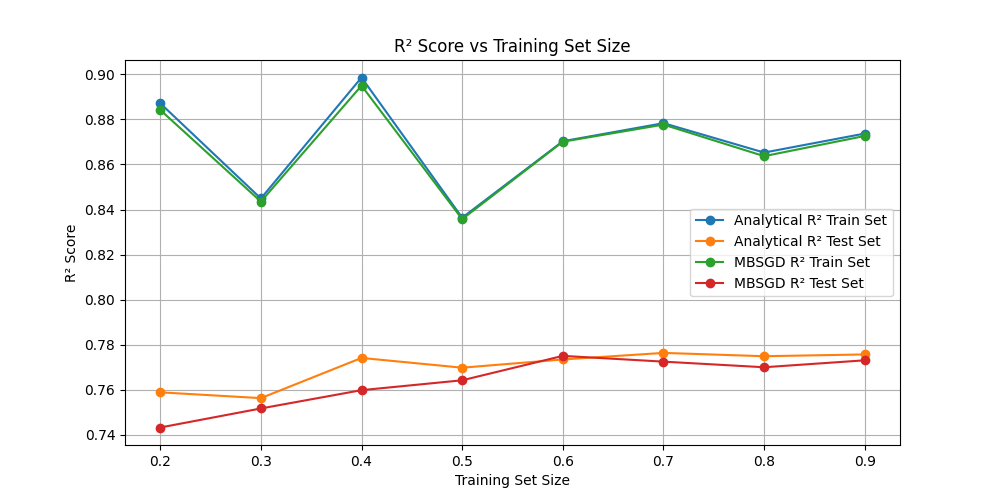 R² Score vs Training Set Size
R² Score
0.90
0.88
0.86
0.84
0.82
0.80
0.78
0.76
0.74
Analytical R² Train Set
Analytical R² Test Set
MBSGD R² Train Set
MBSGD R² Test Set
0.2 0.3 0.4 0.5 0.6 0.7 0.8 0.9
Training Set Size